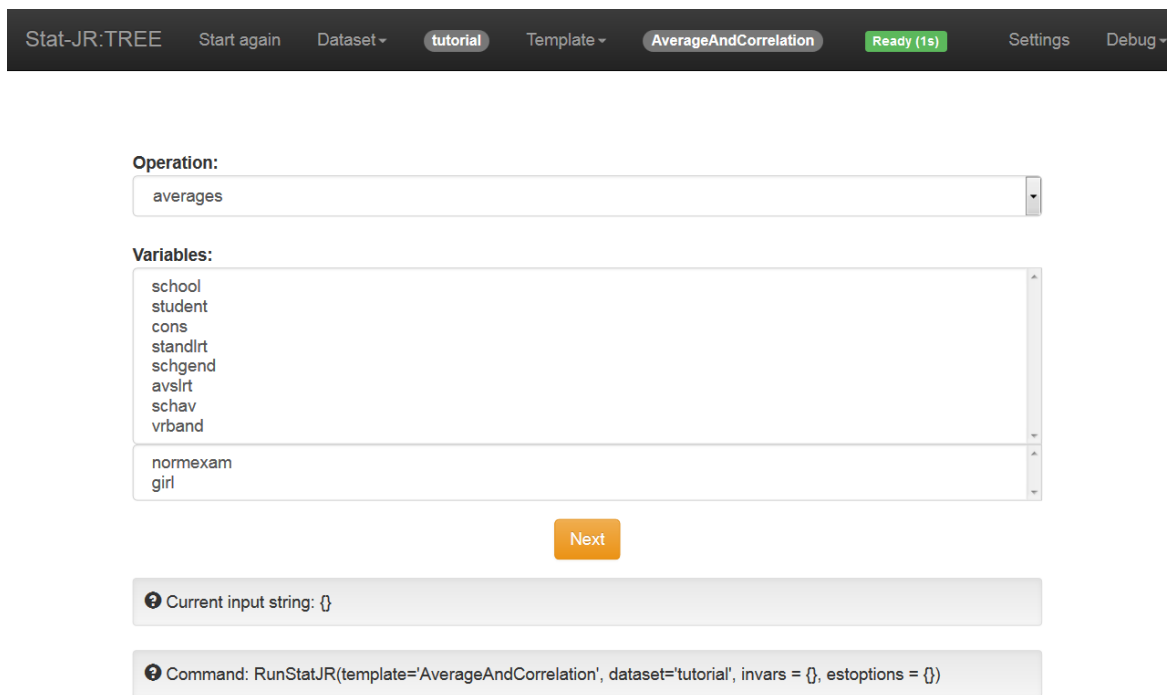 Stat-JR:TREE Start again Dataset tutorial Template AverageAndCorrelation Ready (1s) Settings Debug
Operation:
averages
Variables:
school
student
cons
standlrt
schgend
avslrt
schav
vrband
normexam
girl
Next
Current input string: {}
Command: RunStatJR(template='AverageAndCorrelation', dataset='tutorial', invars = {}, estoptions = {})